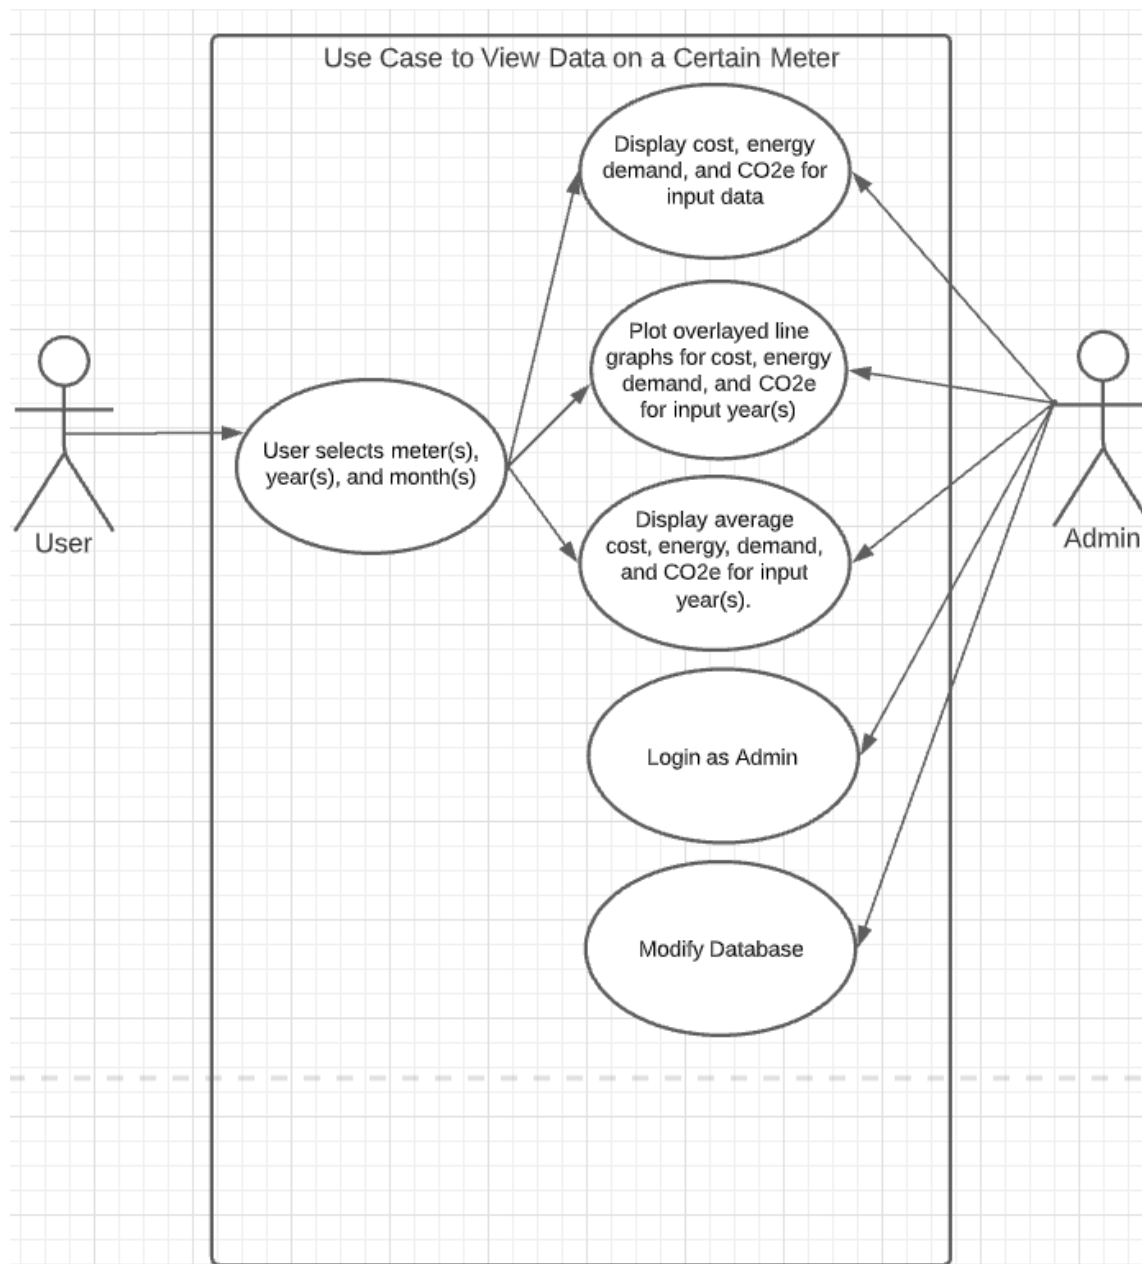 Use Case to View Data on a Certain Meter
Display cost, energy
demand, and CO2e for
input data
Plot overlayed line
graphs for cost, energy
demand, and CO2e
for input year(s)
User selects meter(s),
year(s), and month(s)
Display average
cost, energy, demand,
and CO2e for input
year(s).
User
Admin
Login as Admin
Modify Database